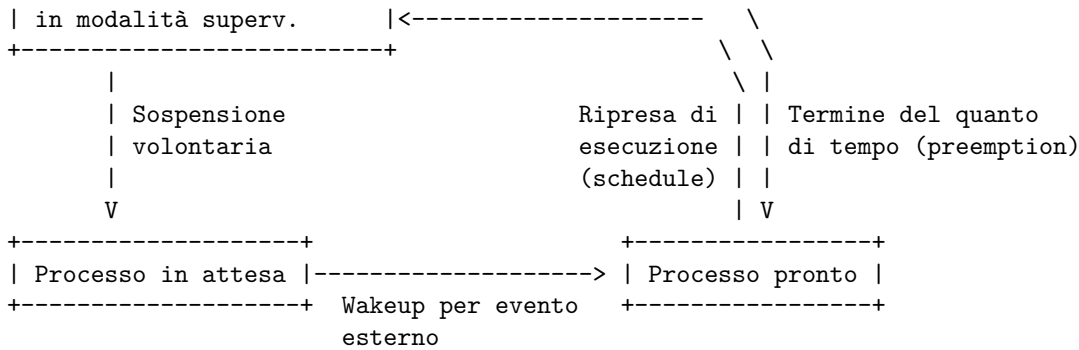 | in modalità superv.      |<---------------------   \
+--------------------------+                       \  \
       |                                            \ |
       | Sospensione                     Ripresa di | | Termine del quanto
       | volontaria                      esecuzione | | di tempo (preemption)
       |                                 (schedule) | |
       V                                            | V
+---------------------+                      +-----------------+
| Processo in attesa |--------------------> | Processo pronto |
+---------------------+  Wakeup per evento   +-----------------+
                        esterno